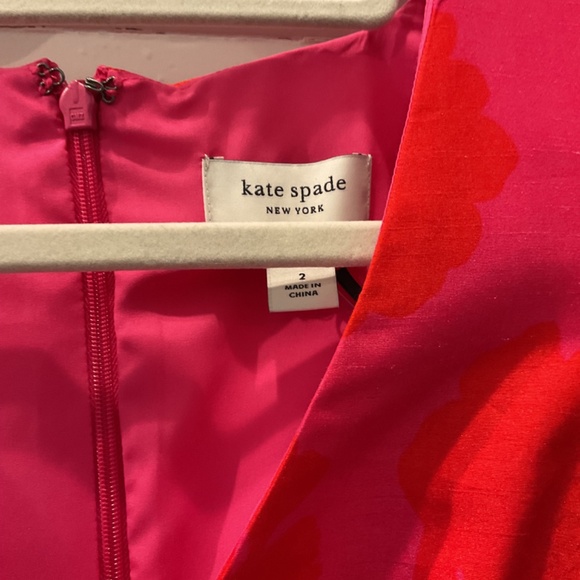 kate spade
NEW YORK
2
MADE IN
CHINA